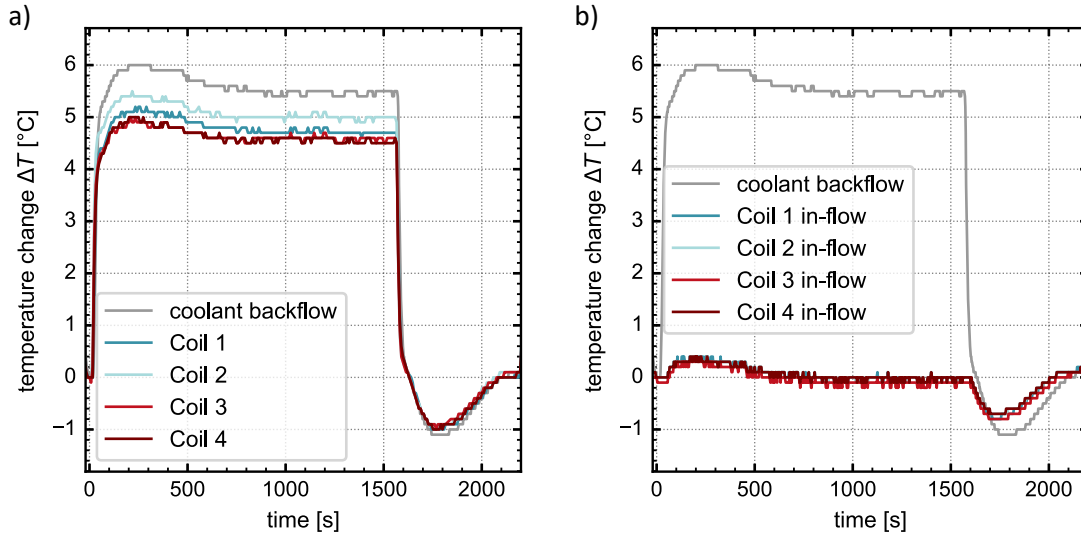 a)
temperature change ΔT [°C]
6
5
4
3
2
1
0
−1
coolant backflow
Coil 1
Coil 2
Coil 3
Coil 4
0 500 1000 1500 2000
time [s]
b)
temperature change ΔT [°C]
6
5
4
3
2
1
0
−1
coolant backflow
Coil 1 in-flow
Coil 2 in-flow
Coil 3 in-flow
Coil 4 in-flow
0 500 1000 1500 2000
time [s]